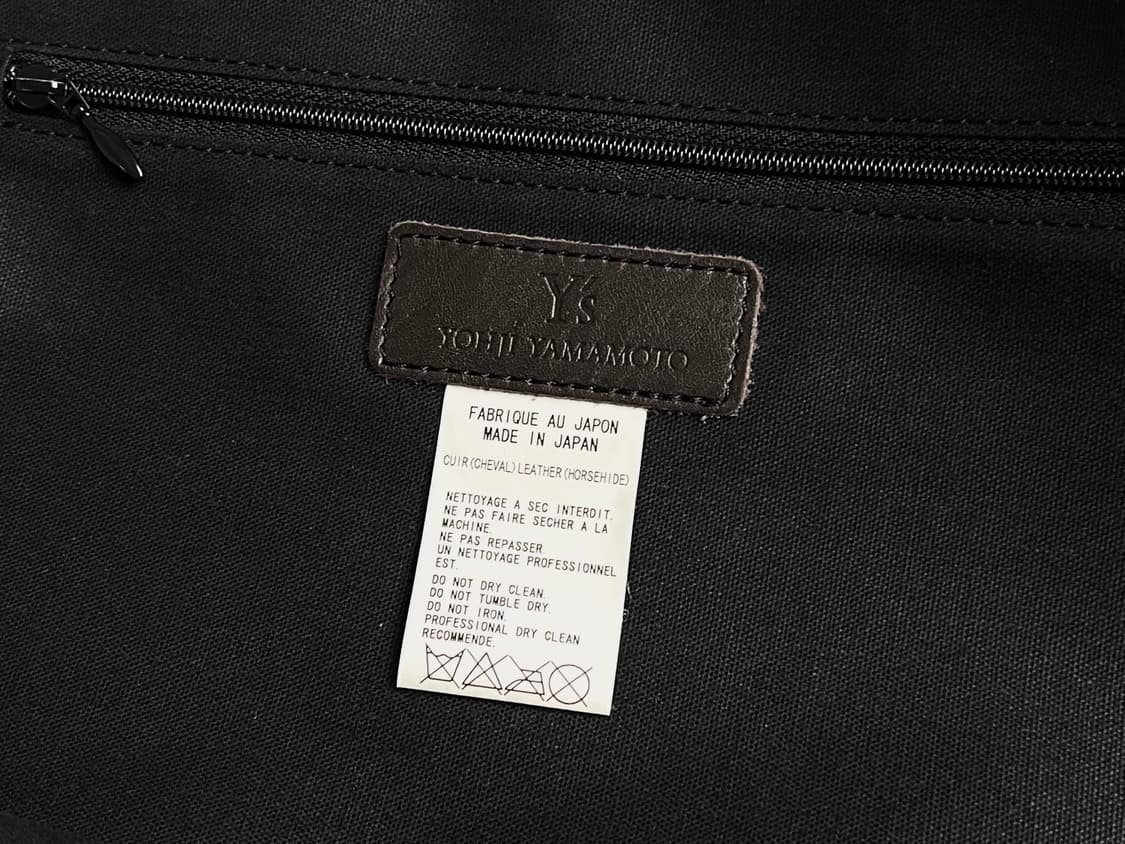 Y's
YOHJI YAMAMOTO
FABRIQUE AU JAPON
MADE IN JAPAN
CUIR(CHEVAL)LEATHER(HORSEHIDE)
NETTOYAGE A SEC INTERDIT.
NE PAS FAIRE SECHER A LA
MACHINE.
NE PAS REPASSER.
UN NETTOYAGE PROFESSIONNEL
EST.
DO NOT DRY CLEAN.
DO NOT TUMBLE DRY.
DO NOT IRON.
PROFESSIONAL DRY CLEAN
RECOMMENDE.